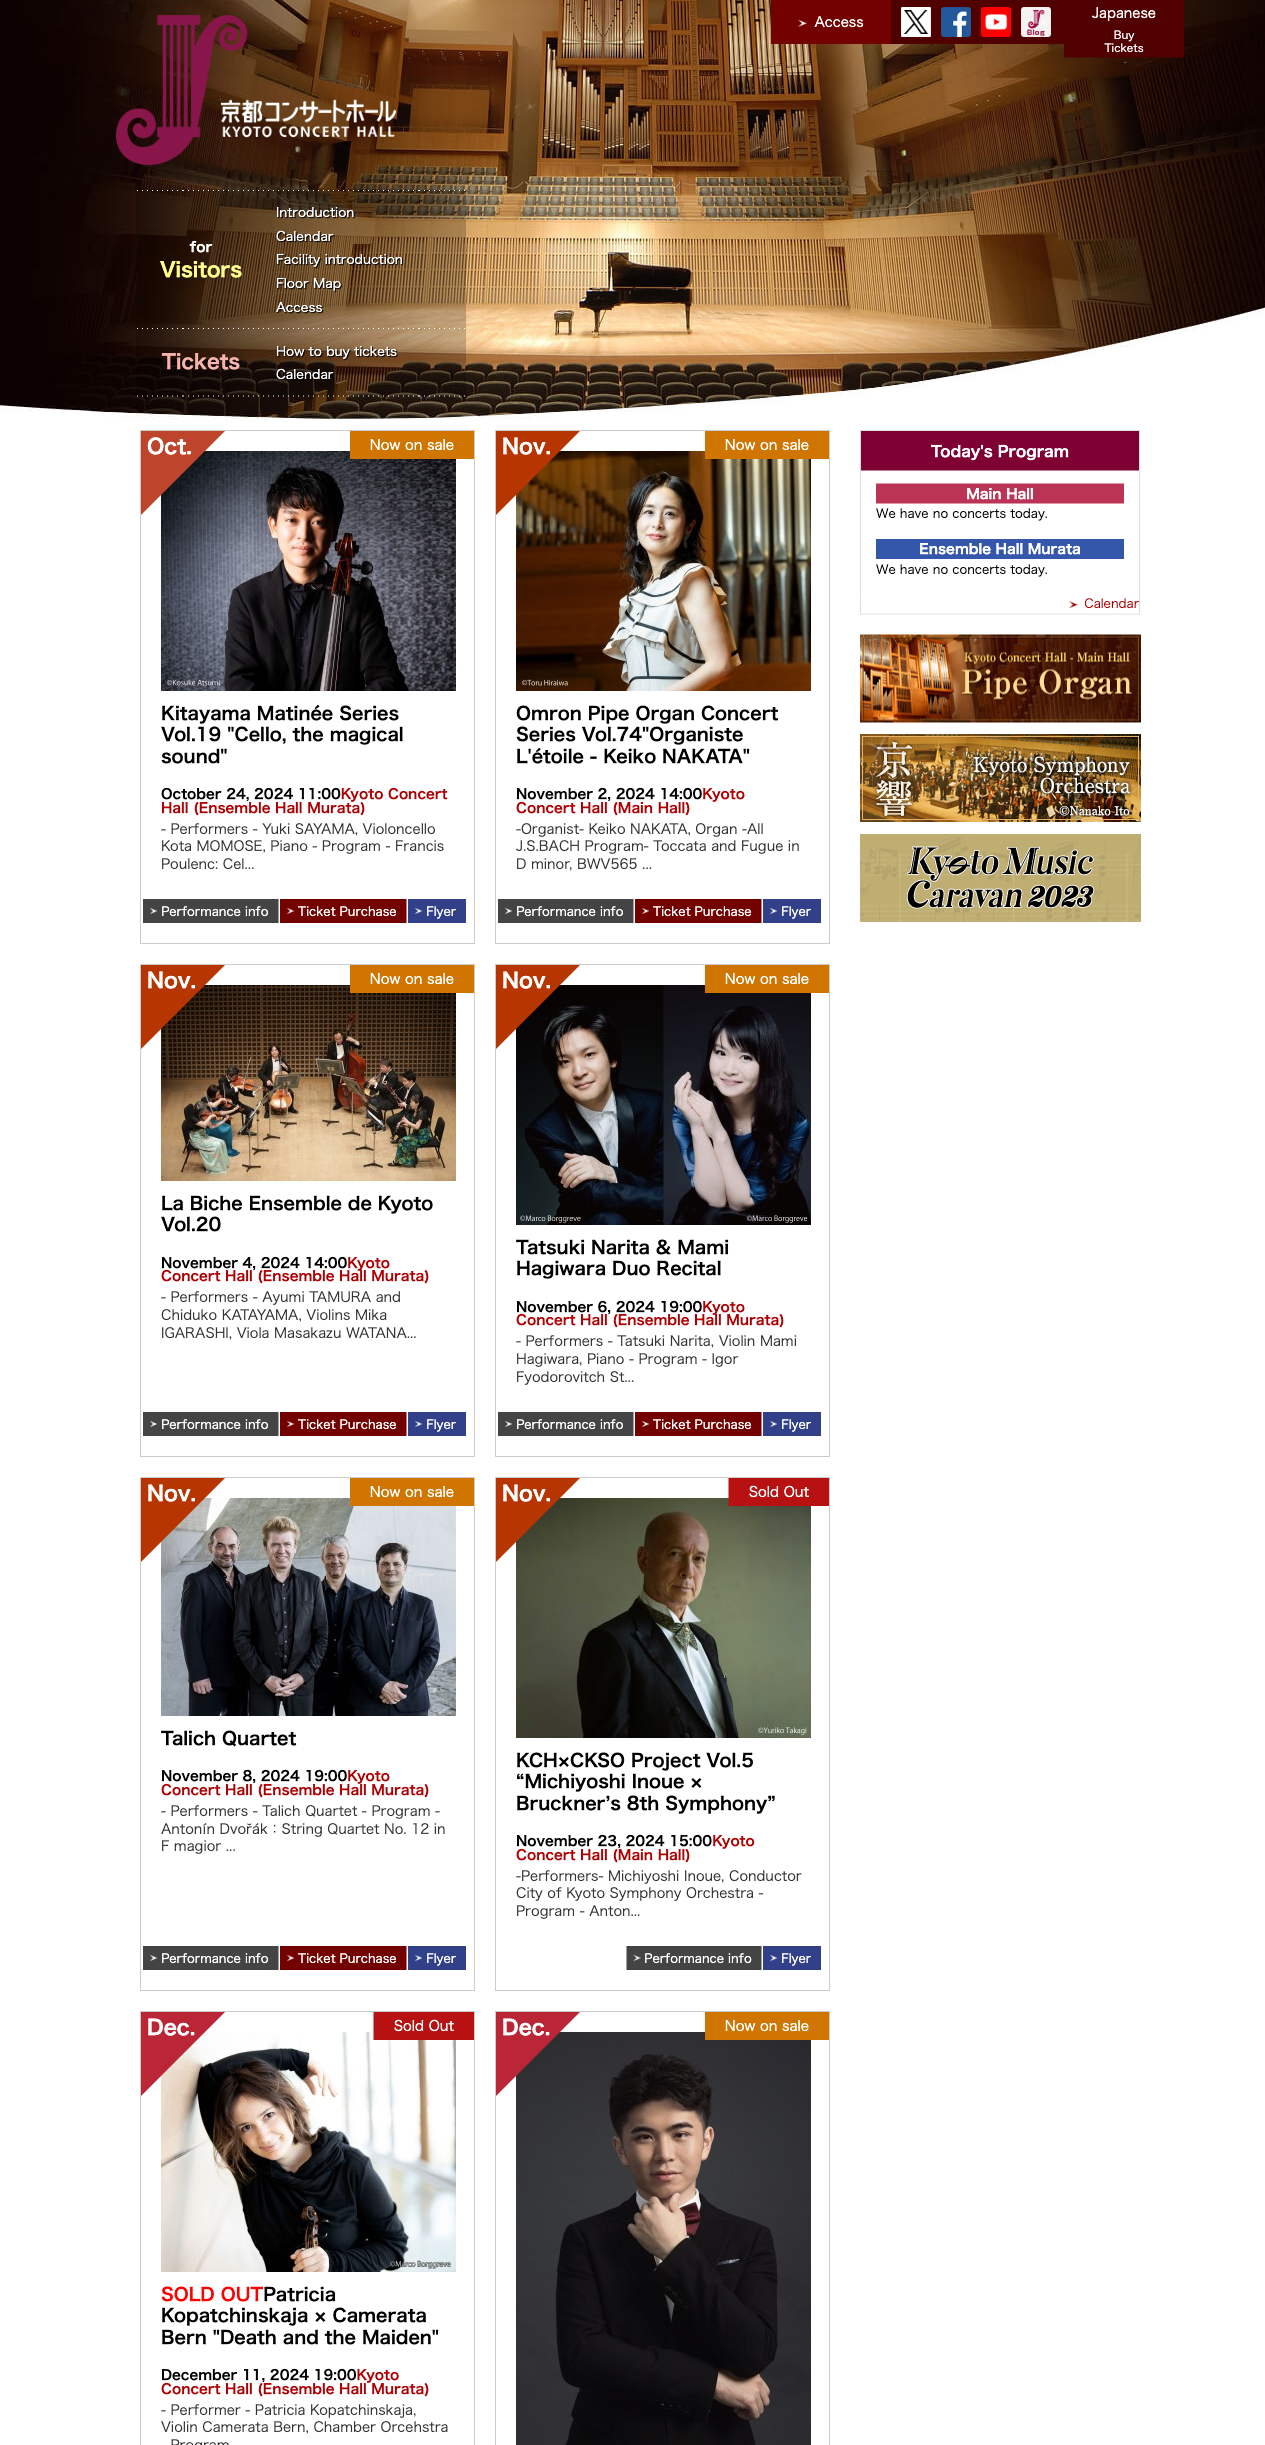 Access
Blog
Japanese
Buy
Tickets
京都コンサートホール
KYOTO CONCERT HALL
for
Visitors
Introduction
Calendar
Facility introduction
Floor Map
Access
Tickets
How to buy tickets
Calendar
Oct.
Now on sale
©Kosuke Atsumi
Kitayama Matinée Series
Vol.19 "Cello, the magical
sound"
October 24, 2024 11:00Kyoto Concert
Hall (Ensemble Hall Murata)
- Performers - Yuki SAYAMA, Violoncello
Kota MOMOSE, Piano - Program - Francis
Poulenc: Cel...
Performance info
Ticket Purchase
Flyer
Nov.
Now on sale
©Toru Hiraiwa
Omron Pipe Organ Concert
Series Vol.74"Organiste
L'étoile - Keiko NAKATA"
November 2, 2024 14:00Kyoto
Concert Hall (Main Hall)
-Organist- Keiko NAKATA, Organ -All
J.S.BACH Program- Toccata and Fugue in
D minor, BWV565 ...
Performance info
Ticket Purchase
Flyer
Today's Program
Main Hall
We have no concerts today.
Ensemble Hall Murata
We have no concerts today.
Calendar
Kyoto Concert Hall - Main Hall
Pipe Organ
京響
Kyoto Symphony
Orchestra
©Nanako Ito
Kyoto Music
Caravan 2023
Nov.
Now on sale
La Biche Ensemble de Kyoto
Vol.20
November 4, 2024 14:00Kyoto
Concert Hall (Ensemble Hall Murata)
- Performers - Ayumi TAMURA and
Chiduko KATAYAMA, Violins Mika
IGARASHI, Viola Masakazu WATANA...
Performance info
Ticket Purchase
Flyer
Nov.
Now on sale
©Marco Borggreve
©Marco Borggreve
Tatsuki Narita & Mami
Hagiwara Duo Recital
November 6, 2024 19:00Kyoto
Concert Hall (Ensemble Hall Murata)
- Performers - Tatsuki Narita, Violin Mami
Hagiwara, Piano - Program - Igor
Fyodorovitch St...
Performance info
Ticket Purchase
Flyer
Nov.
Now on sale
Talich Quartet
November 8, 2024 19:00Kyoto
Concert Hall (Ensemble Hall Murata)
- Performers - Talich Quartet - Program -
Antonín Dvořák：String Quartet No. 12 in
F magior ...
Performance info
Ticket Purchase
Flyer
Nov.
Sold Out
©Yuriko Takagi
KCH×CKSO Project Vol.5
“Michiyoshi Inoue ×
Bruckner’s 8th Symphony”
November 23, 2024 15:00Kyoto
Concert Hall (Main Hall)
-Performers- Michiyoshi Inoue, Conductor
City of Kyoto Symphony Orchestra -
Program - Anton...
Performance info
Flyer
Dec.
Sold Out
©Marco Borggreve
SOLD OUTPatricia
Kopatchinskaja × Camerata
Bern "Death and the Maiden"
December 11, 2024 19:00Kyoto
Concert Hall (Ensemble Hall Murata)
- Performer - Patricia Kopatchinskaja,
Violin Camerata Bern, Chamber Orcehstra
- Program
Dec.
Now on sale